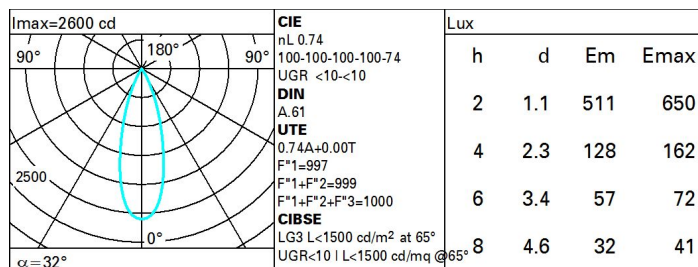 Imax=2600 cd
90° 180° 90°
2500
0°
α=32°
CIE
nL 0.74
100-100-100-100-74
UGR <10-<10
DIN
A.61
UTE
0.74A+0.00T
F"1=997
F"1+F"2=999
F"1+F"2+F"3=1000
CIBSE
LG3 L<1500 cd/m² at 65°
UGR<10 | L<1500 cd/mq @65°
Lux
h d Em Emax
2 1.1 511 650
4 2.3 128 162
6 3.4 57 72
8 4.6 32 41